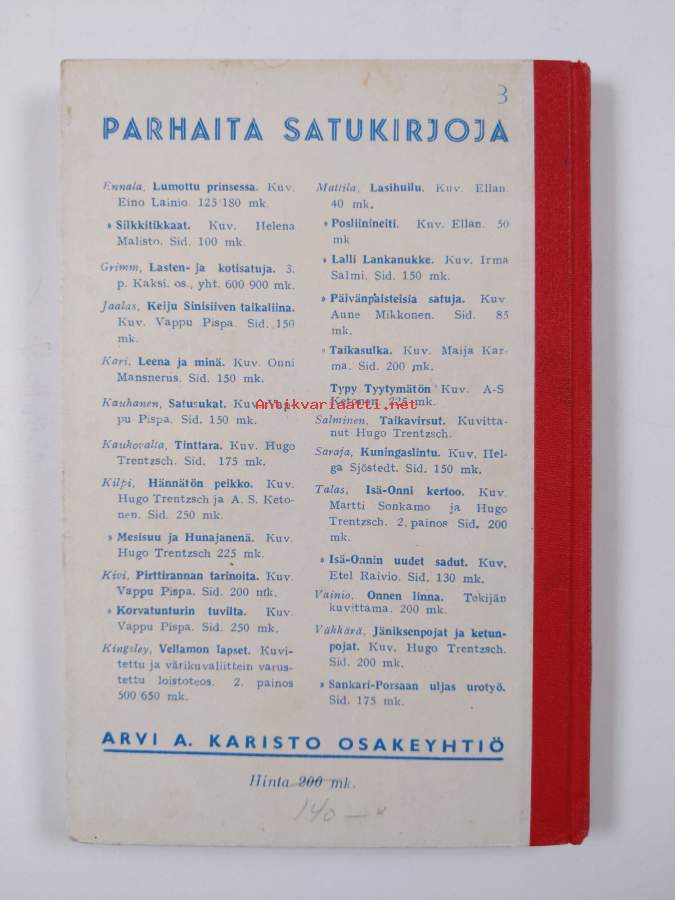 3
PARHAITA SATUKIRJOJA
Ennala, Lumottu prinsessa. Kuv.
Eino Lainio. 125/180 mk.
» Silkkitikkaat. Kuv. Helena
Malisto. Sid. 100 mk.
Grimm, Lasten- ja kotisatuja. 3.
p. Kaksi. os., yht. 600/900 mk.
Jaalas, Keiju Sinisiiven taikaliina.
Kuv. Vappu Pispa. Sid. 150
mk.
Kari, Leena ja minä. Kuv. Onni
Mansnerus. Sid. 150 mk.
Kauhanen, Satusukat. Kuv. Vap-
pu Pispa. Sid. 150 mk.
Kauhovalta, Tinttara. Kuv. Hugo
Trentzsch. Sid. 175 mk.
Kilpi, Hännätön peikko. Kuv.
Hugo Trentzsch ja A. S. Keto-
nen. Sid. 250 mk.
» Mesisuu ja Hunajanenä. Kuv.
Hugo Trentzsch 225 mk.
Kivi, Pirttirannan tarinoita. Kuv.
Vappu Pispa. Sid. 200 mk.
» Korvatunturin tuvilta. Kuv.
Vappu Pispa. Sid. 250 mk.
Kingsley, Vellamon lapset. Kuvi-
tettu ja värikuvaliittein varus-
tettu loistoteos. 2. painos
500/650 mk.
Mattila, Lasihuilu. Kuv. Ellan.
40 mk.
» Posliinineiti. Kuv. Ellan. 50
mk
» Lalli Lankanukke. Kuv. Irma
Salmi. Sid. 150 mk.
» Päivänpaisteisia satuja. Kuv.
Aune Mikkonen. Sid. 85
mk.
» Taikasulka. Kuv. Maija Kar-
ma. Sid. 200 mk.
Typy Tyytymätön Kuv. A-S
Ketonen. 225 mk.
Salminen, Taikavirsut. Kuvitta-
nut Hugo Trentzsch.
Saraja, Kuningaslintu. Kuv. Hel-
ga Sjöstedt. Sid. 150 mk.
Talas, Isä-Onni kertoo. Kuv.
Martti Sonkamo ja Hugo
Trentzsch. 2. painos Sid. 200
mk.
» Isä-Onnin uudet sadut. Kuv.
Etel Raivio. Sid. 130 mk.
Vainio, Onnen linna. Tekijän
kuvittama. 200 mk.
Vähhärä, Jäniksenpojat ja ketun-
pojat. Kuv. Hugo Trentzsch.
Sid. 200 mk.
» Sankari-Porsaan uljas urotyö.
Sid. 175 mk.
Antikvariaatti.net
ARVI A. KARISTO OSAKEYHTIÖ
Hinta 200 mk.
140 —